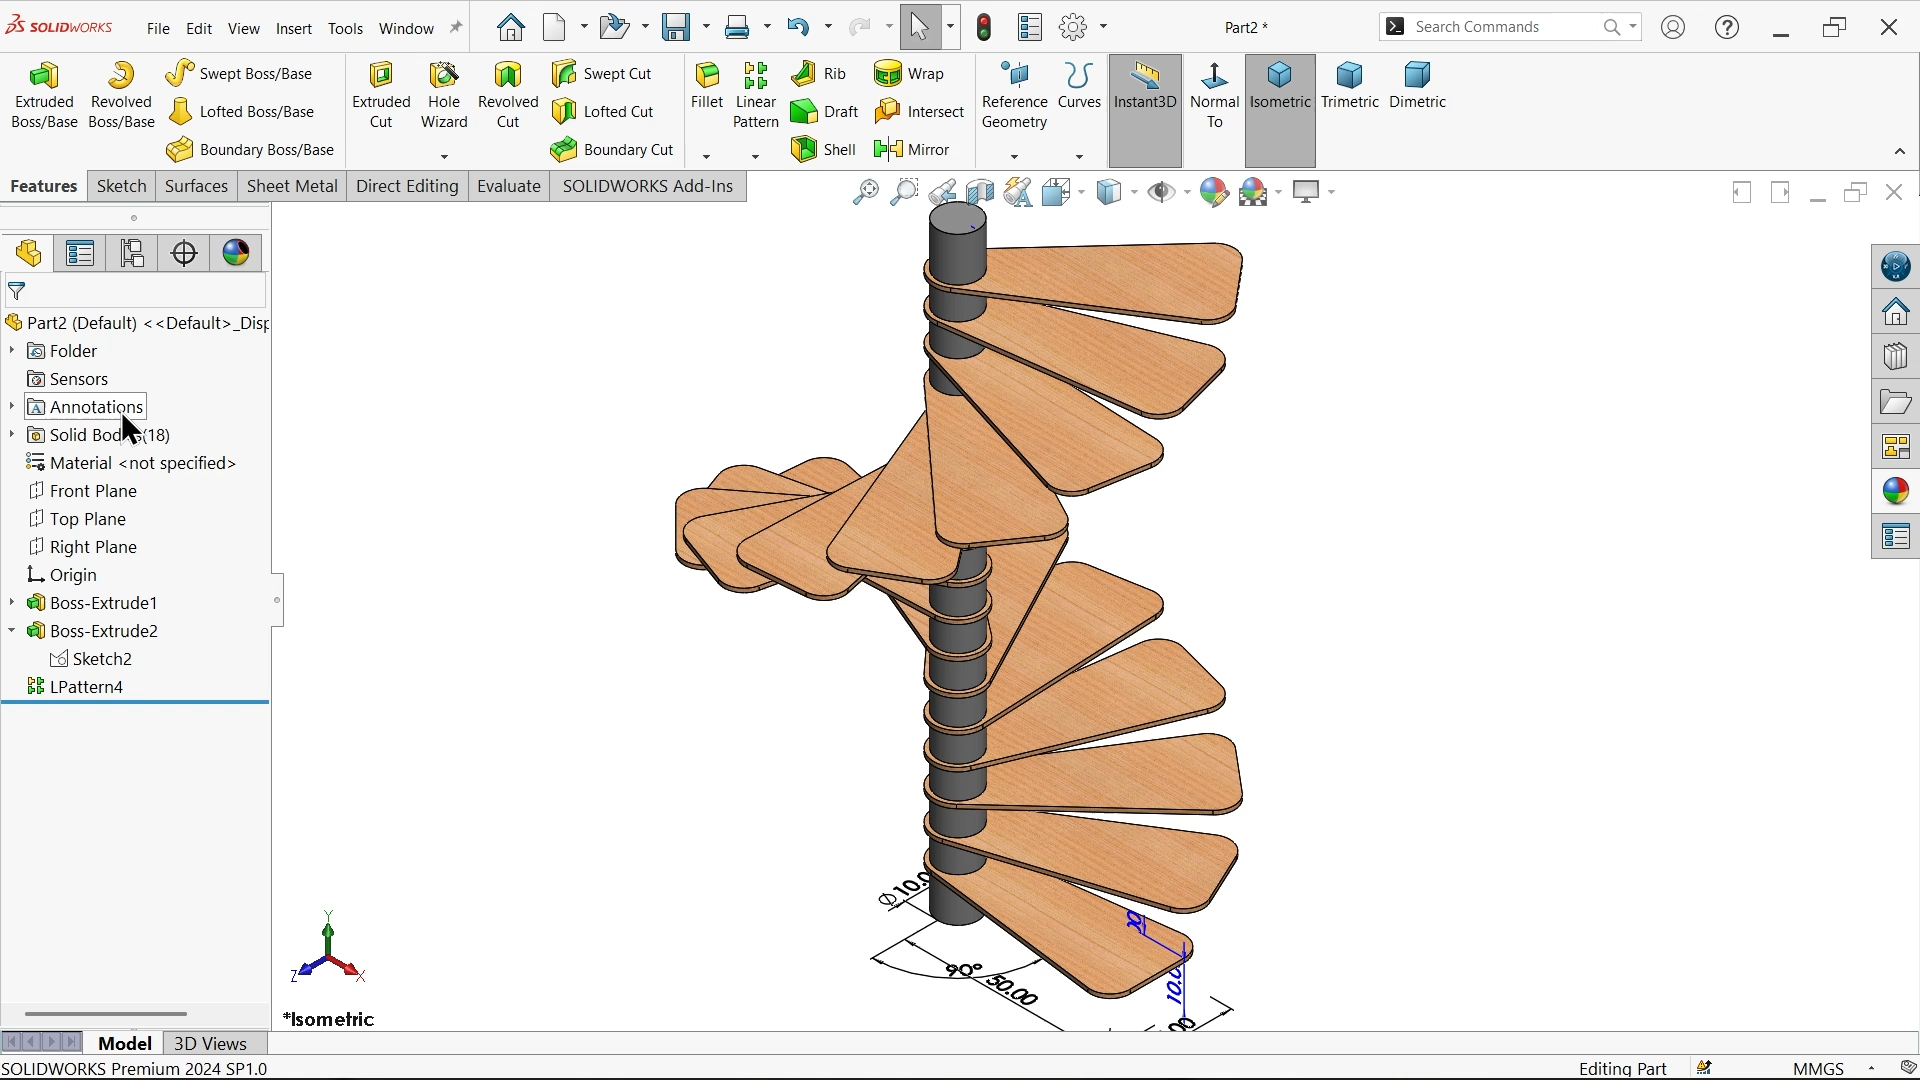 SOLIDWORKS File Edit View Insert Tools Window Part2 * Search Commands
Extruded Boss/Base
Revolved Boss/Base
Swept Boss/Base
Lofted Boss/Base
Boundary Boss/Base
Extruded Cut
Hole Wizard
Revolved Cut
Swept Cut
Lofted Cut
Boundary Cut
Fillet
Linear Pattern
Rib
Draft
Shell
Wrap
Intersect
Mirror
Reference Geometry
Curves
Instant3D
Normal To
Isometric
Trimetric
Dimetric
Features Sketch Surfaces Sheet Metal Direct Editing Evaluate SOLIDWORKS Add-Ins
Part2 (Default) <<Default>_Disp
Folder
Sensors
Annotations
Solid Bod (18)
Material <not specified>
Front Plane
Top Plane
Right Plane
Origin
Boss-Extrude1
Boss-Extrude2
Sketch2
LPattern4
Ø10.0
20
90°
50.00
10.0
00
Y
Z
X
*Isometric
Model 3D Views
SOLIDWORKS Premium 2024 SP1.0 Editing Part MMGS